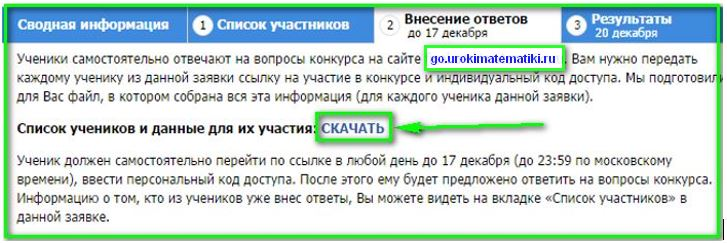 Сводная информация
1 Список участников
2 Внесение ответов
до 17 декабря
3 Результаты
20 декабря
Ученики самостоятельно отвечают на вопросы конкурса на сайте go.urokimatematiki.ru. Вам нужно передать
каждому ученику из данной заявки ссылку на участие в конкурсе и индивидуальный код доступа. Мы подготовили
для Вас файл, в котором собрана вся эта информация (для каждого ученика данной заявки).
Список учеников и данные для их участия: СКАЧАТЬ
Ученик должен самостоятельно перейти по ссылке в любой день до 17 декабря (до 23:59 по московскому
времени), ввести персональный код доступа. После этого ему будет предложено ответить на вопросы конкурса.
Информацию о том, кто из учеников уже внес ответы, Вы можете видеть на вкладке «Список участников» в
данной заявке.